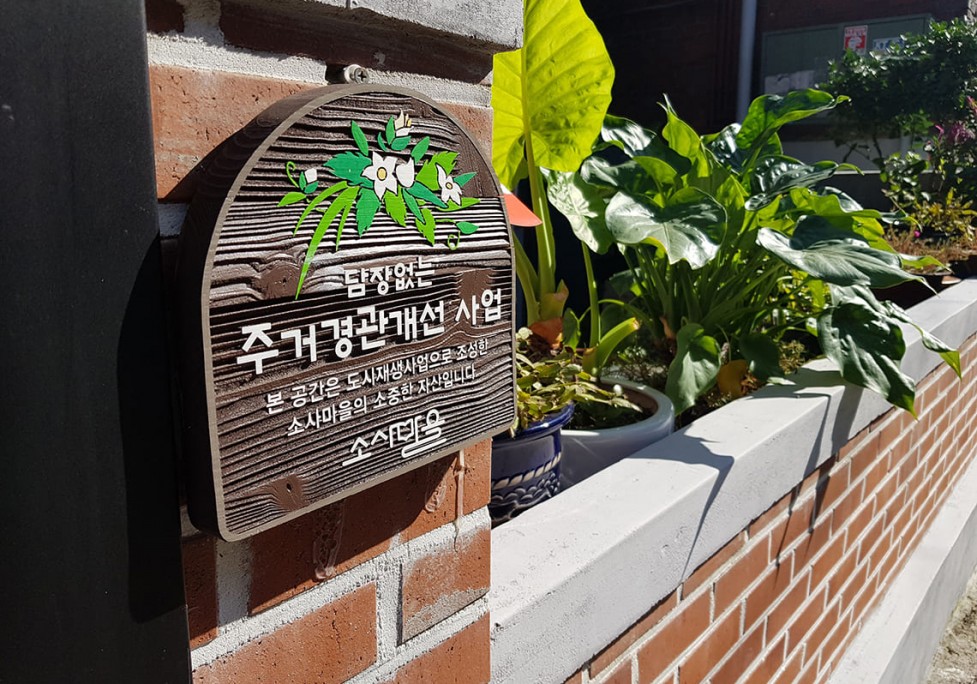 담장없는
주거경관개선 사업
본 공간은 도시재생사업으로 조성한
소사마을의 소중한 자산입니다
소사마을